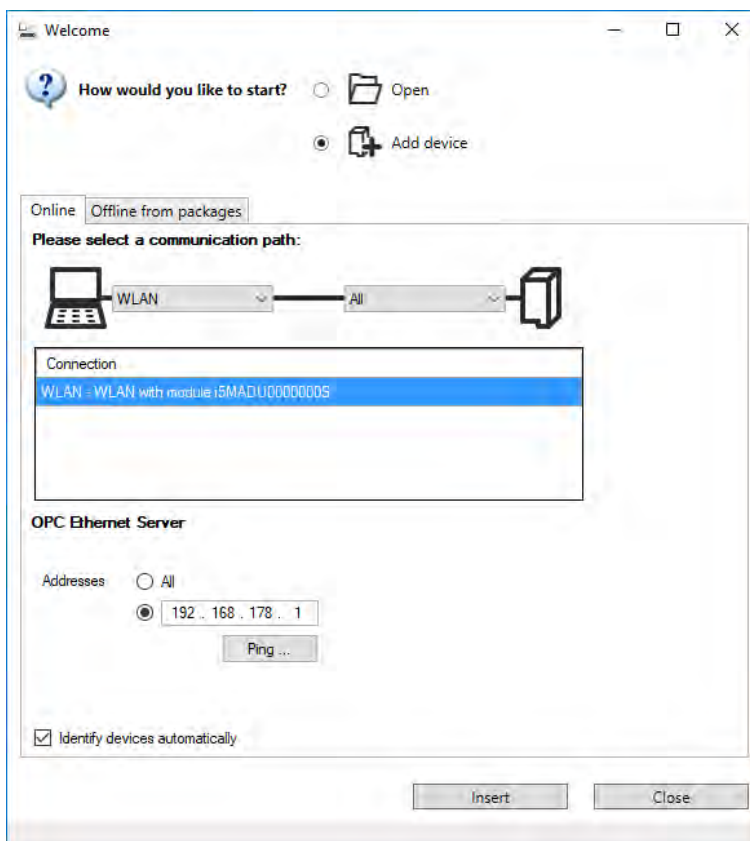 Welcome
How would you like to start?
Open
Add device
Online
Offline from packages
Please select a communication path:
WLAN
All
Connection
WLAN : WLAN with module i5MADU0000000S
OPC Ethernet Server
Addresses
All
192 . 168 . 178 . 1
Ping ...
Identify devices automatically
Insert
Close